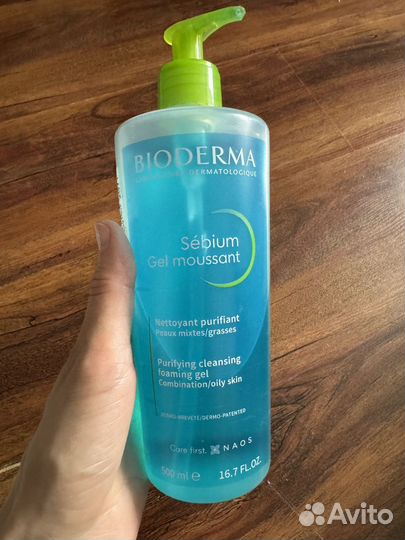 BIODERMA
LABORATOIRE DERMATOLOGIQUE
Sébium
Gel moussant
Nettoyant purifiant
Peaux mixtes/grasses
Purifying cleansing
foaming gel
Combination/oily skin
DERMO-BREVETÉ/DERMO-PATENTED
Care first. NAOS
500 ml e 16.7 FL.OZ.
Avito